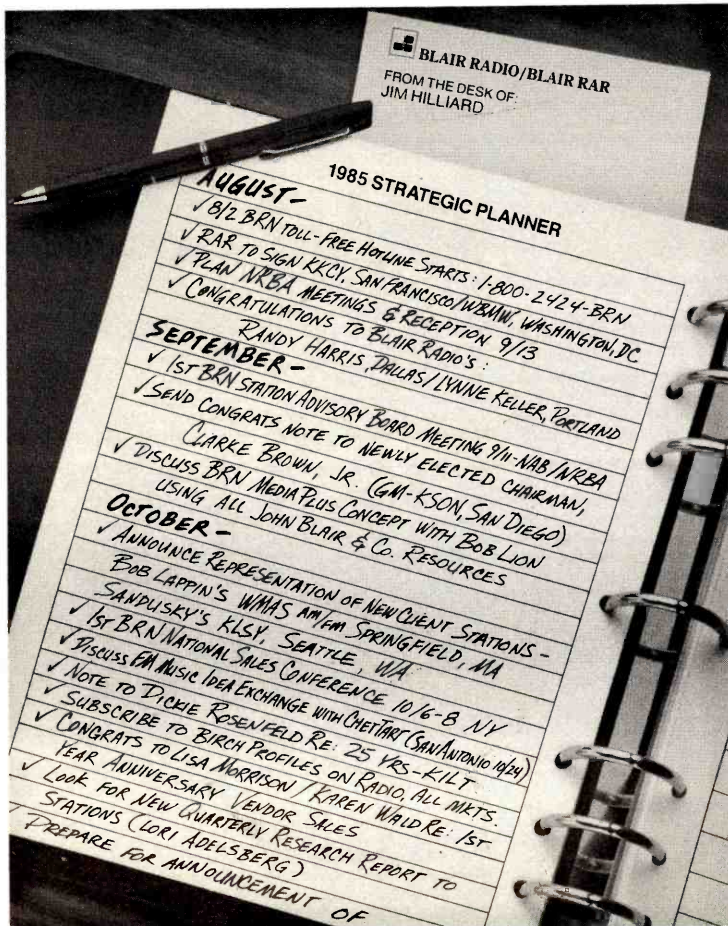 BLAIR RADIO/BLAIR RAR
FROM THE DESK OF:
JIM HILLIARD
1985 STRATEGIC PLANNER
AUGUST-
✓ 8/2 BRN TOLL-FREE HOTLINE STARTS: 1-800-2424-BRN
✓ RAR TO SIGN KKCY, SAN FRANCISCO/WBMW, WASHINGTON, DC
✓ PLAN NRBA MEETINGS & RECEPTION 9/13
✓ CONGRATULATIONS TO BLAIR RADIO'S:
RANDY HARRIS, DALLAS/LYNNE KELLER, PORTLAND
SEPTEMBER-
✓ 1ST BRN STATION ADVISORY BOARD MEETING 9/11-NAB/NRBA
✓ SEND CONGRATS NOTE TO NEWLY ELECTED CHAIRMAN,
CLARKE BROWN, JR. (GM-KSON, SAN DIEGO)
✓ DISCUSS BRN MEDIAPLUS CONCEPT WITH BOB LION
USING ALL JOHN BLAIR & CO. RESOURCES
OCTOBER-
✓ ANNOUNCE REPRESENTATION OF NEW CLIENT STATIONS-
BOB LAPPIN'S WMAS AM/FM SPRINGFIELD, MA
SANDUSKY'S KLSY, SEATTLE, WA
✓ 1ST BRN NATIONAL SALES CONFERENCE 10/6-8 NY
✓ DISCUSS FM MUSIC IDEA EXCHANGE WITH CHET TART (SAN ANTONIO 10/24)
✓ NOTE TO DICKIE ROSENFELD RE: 25 YRS-KILT
✓ SUBSCRIBE TO BIRCH PROFILES ON RADIO, ALL MKTS.
✓ CONGRATS TO LISA MORRISON/KAREN WALD RE: 1ST
YEAR ANNIVERSARY VENDOR SALES
✓ LOOK FOR NEW QUARTERLY RESEARCH REPORT TO
STATIONS (LORI ADELSBERG)
✓ PREPARE FOR ANNOUNCEMENT OF